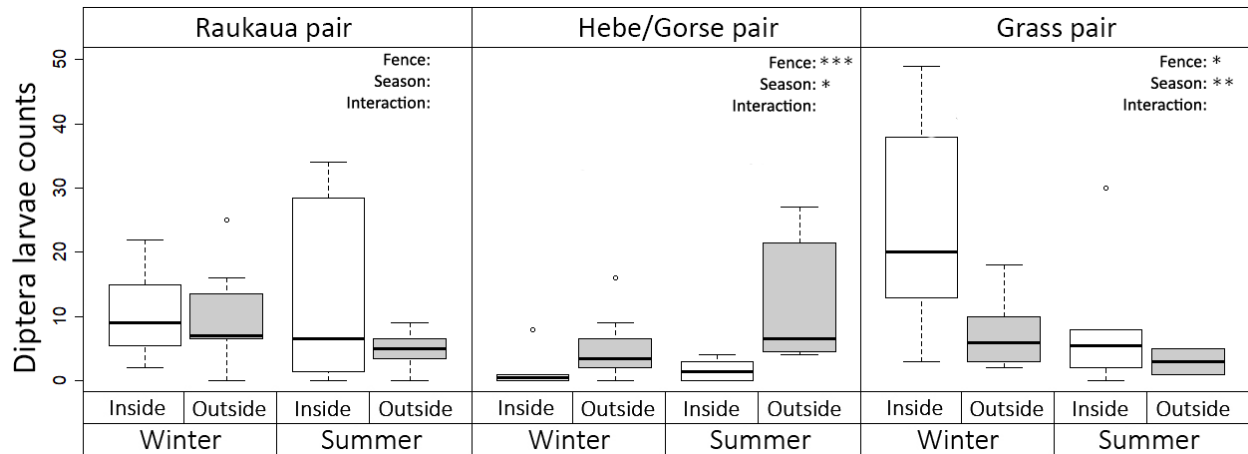 Raukaua pair Hebe/Gorse pair Grass pair
Diptera larvae counts
50
40
30
20
10
0
Fence:
Season:
Interaction:
Fence: ***
Season: *
Interaction:
Fence: *
Season: **
Interaction:
Inside Outside Inside Outside Inside Outside Inside Outside Inside Outside Inside Outside
Winter Summer Winter Summer Winter Summer